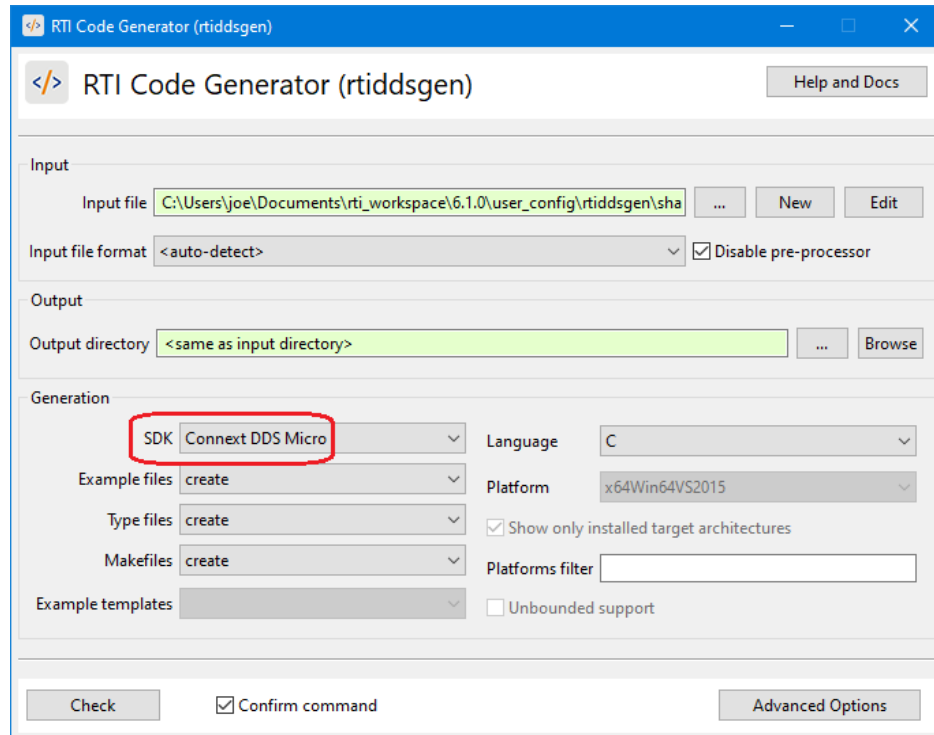 RTI Code Generator (rtiddsgen)
</> RTI Code Generator (rtiddsgen) Help and Docs
Input
Input file C:\Users\joe\Documents\rti_workspace\6.1.0\user_config\rtiddsgen\sha ... New Edit
Input file format <auto-detect> Disable pre-processor
Output
Output directory <same as input directory> ... Browse
Generation
SDK Connext DDS Micro Language C
Example files create Platform x64Win64VS2015
Type files create Show only installed target architectures
Makefiles create Platforms filter
Example templates Unbounded support
Check Confirm command Advanced Options